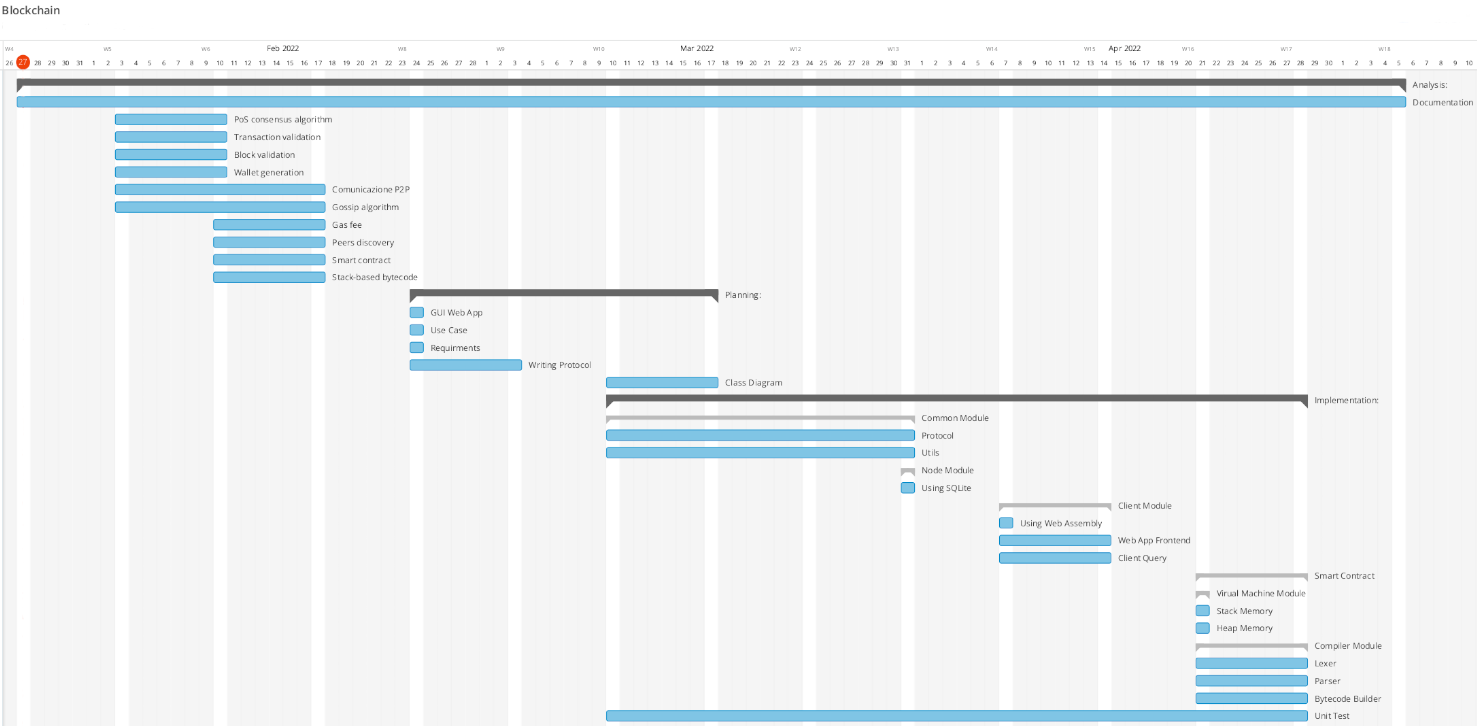 Blockchain
W4 W5 W6 Feb 2022 W8 W9 W10 Mar 2022 W12 W13 W14 W15 Apr 2022 W16 W17 W18
26 27 28 29 30 31 1 2 3 4 5 6 7 8 9 10 11 12 13 14 15 16 17 18 19 20 21 22 23 24 25 26 27 28 1 2 3 4 5 6 7 8 9 10 11 12 13 14 15 16 17 18 19 20 21 22 23 24 25 26 27 28 29 30 31 1 2 3 4 5 6 7 8 9 10 11 12 13 14 15 16 17 18 19 20 21 22 23 24 25 26 27 28 29 30 1 2 3 4 5 6 7 8 9 10
Analysis:
Documentation
PoS consensus algorithm
Transaction validation
Block validation
Wallet generation
Comunicazione P2P
Gossip algorithm
Gas fee
Peers discovery
Smart contract
Stack-based bytecode
Planning:
GUI Web App
Use Case
Requirments
Writing Protocol
Class Diagram
Implementation:
Common Module
Protocol
Utils
Node Module
Using SQLite
Client Module
Using Web Assembly
Web App Frontend
Client Query
Smart Contract
Virual Machine Module
Stack Memory
Heap Memory
Compiler Module
Lexer
Parser
Bytecode Builder
Unit Test